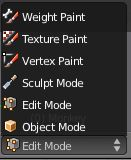 Weight Paint
Texture Paint
Vertex Paint
Sculpt Mode
Edit Mode
Object Mode
Edit Mode